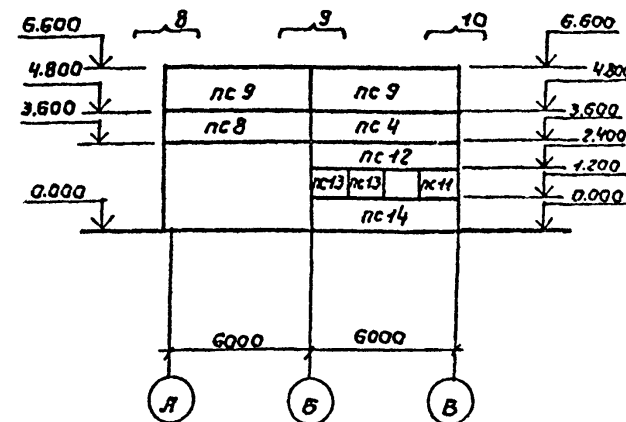 8 9 10
6.600 6.600
4.800 4.800
пс 9 пс 9
3.600 3.600
пс 8 пс 4
2.400
пс 12
1.200
пс13 пс13 пс11
0.000 0.000
пс 14
6000 6000
А Б В